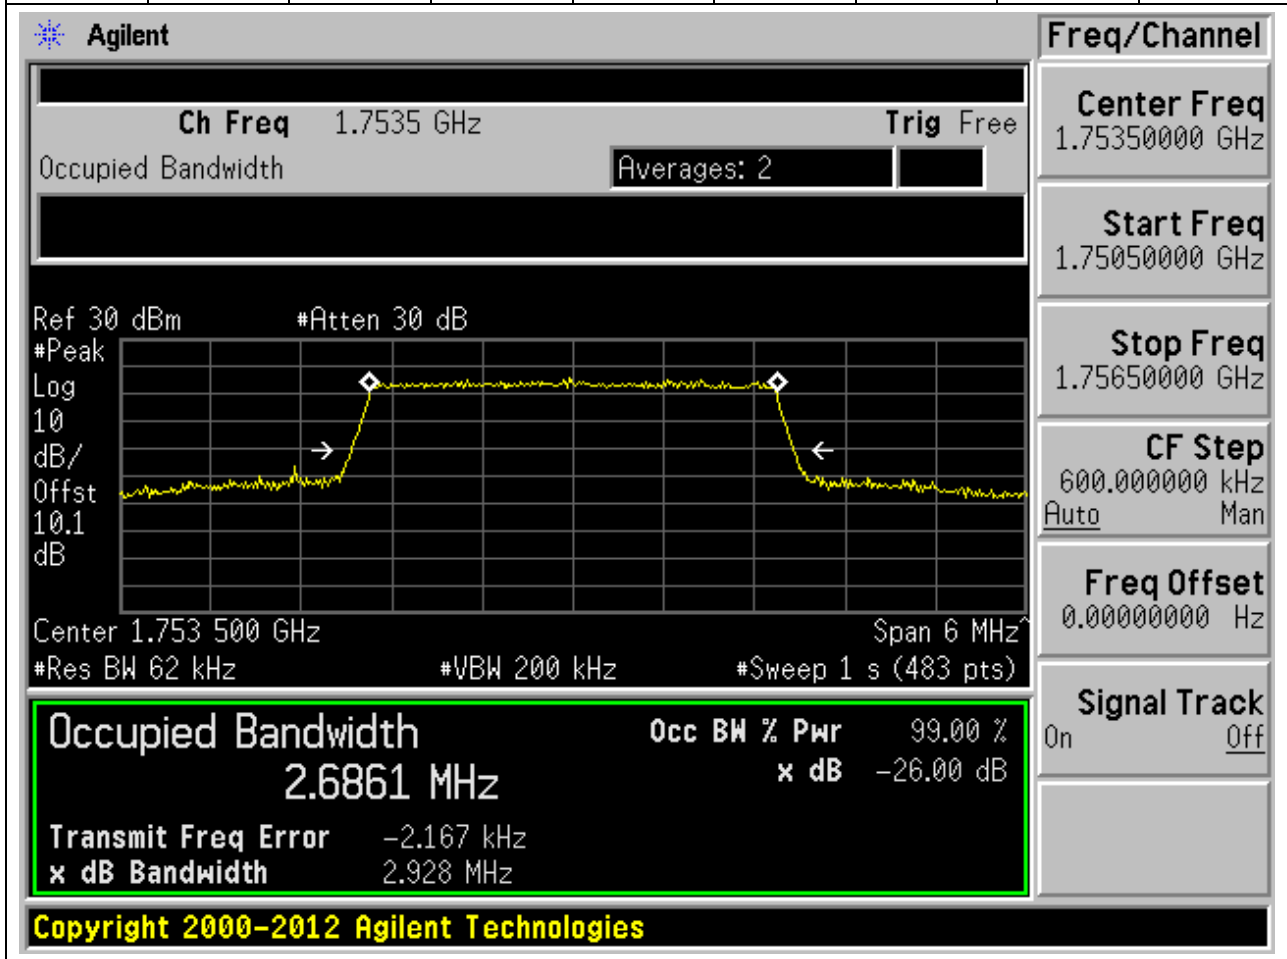 Agilent
Freq/Channel
Ch Freq 1.7535 GHz Trig Free
Occupied Bandwidth Averages: 2
Center Freq
1.75350000 GHz
Start Freq
1.75050000 GHz
Stop Freq
1.75650000 GHz
CF Step
600.000000 kHz
Auto Man
Freq Offset
0.00000000 Hz
Signal Track
On Off
Ref 30 dBm #Atten 30 dB
#Peak
Log
10
dB/
Offst
10.1
dB
Center 1.753 500 GHz Span 6 MHz^
#Res BW 62 kHz #VBW 200 kHz #Sweep 1 s (483 pts)
Occupied Bandwidth Occ BW % Pwr 99.00 %
2.6861 MHz x dB -26.00 dB
Transmit Freq Error -2.167 kHz
x dB Bandwidth 2.928 MHz
Copyright 2000-2012 Agilent Technologies